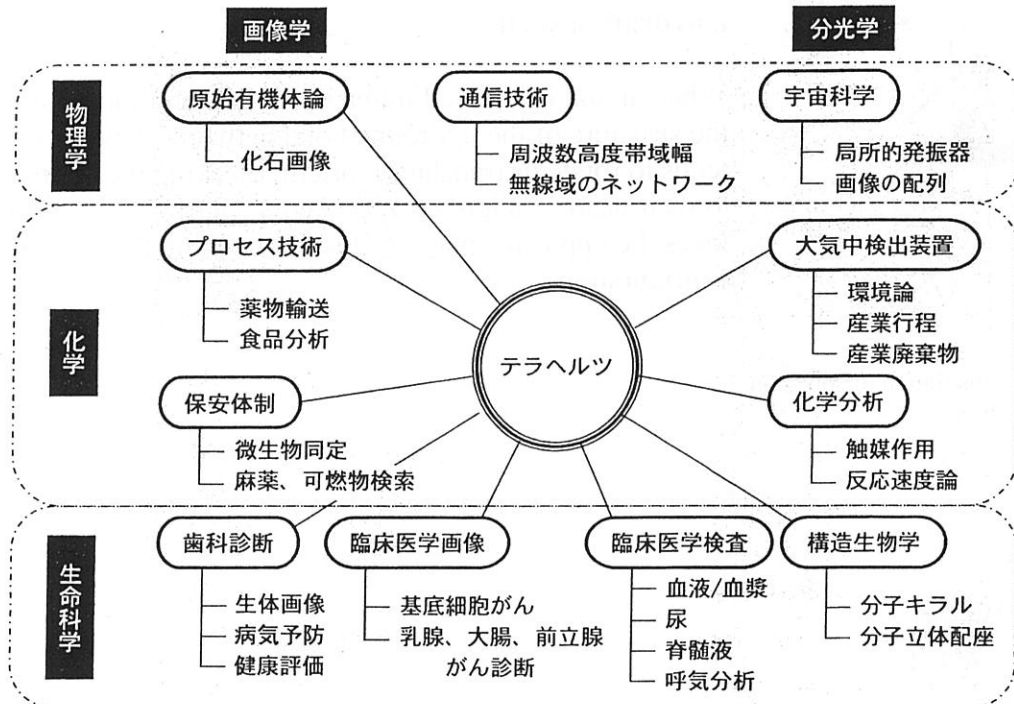 画像学
分光学
物理学
原始有機体論
化石画像
通信技術
周波数高度帯域幅
無線域のネットワーク
宇宙科学
局所的発振器
画像の配列
化学
プロセス技術
薬物輸送
食品分析
大気中検出装置
環境論
産業行程
産業廃棄物
テラヘルツ
保安体制
微生物同定
麻薬、可燃物検索
化学分析
触媒作用
反応速度論
生命科学
歯科診断
生体画像
病気予防
健康評価
臨床医学画像
基底細胞がん
乳腺、大腸、前立腺
がん診断
臨床医学検査
血液/血漿
尿
脊髄液
呼気分析
構造生物学
分子キラル
分子立体配座